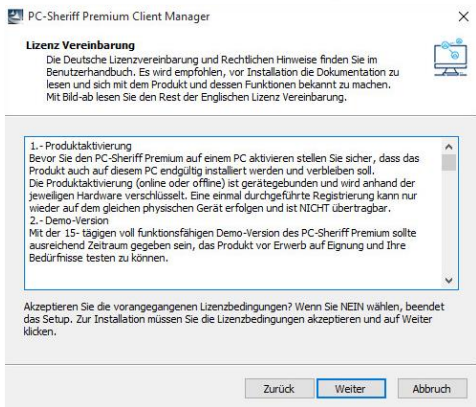 PC-Sheriff Premium Client Manager
Lizenz Vereinbarung
Die Deutsche Lizenzvereinbarung und Rechtlichen Hinweise finden Sie im
Benutzerhandbuch. Es wird empfohlen, vor Installation die Dokumentation zu
lesen und sich mit dem Produkt und dessen Funktionen bekannt zu machen.
Mit Bild-ab lesen Sie den Rest der Englischen Lizenz Vereinbarung.
1.- Produktaktivierung
Bevor Sie den PC-Sheriff Premium auf einem PC aktivieren stellen Sie sicher, dass das
Produkt auch auf diesem PC endgültig installiert werden und verbleiben soll.
Die Produktaktivierung (online oder offline) ist gerätegebunden und wird anhand der
jeweiligen Hardware verschlüsselt. Eine einmal durchgeführte Registrierung kann nur
wieder auf dem gleichen physischen Gerät erfolgen und ist NICHT übertragbar.
2.- Demo-Version
Mit der 15- tägigen voll funktionsfähigen Demo-Version des PC-Sheriff Premium sollte
ausreichend Zeitraum gegeben sein, das Produkt vor Erwerb auf Eignung und Ihre
Bedürfnisse testen zu können.
Akzeptieren Sie die vorangegangenen Lizenzbedingungen? Wenn Sie NEIN wählen, beendet
das Setup. Zur Installation müssen Sie die Lizenzbedingungen akzeptieren und auf Weiter
klicken.
Zurück Weiter Abbruch